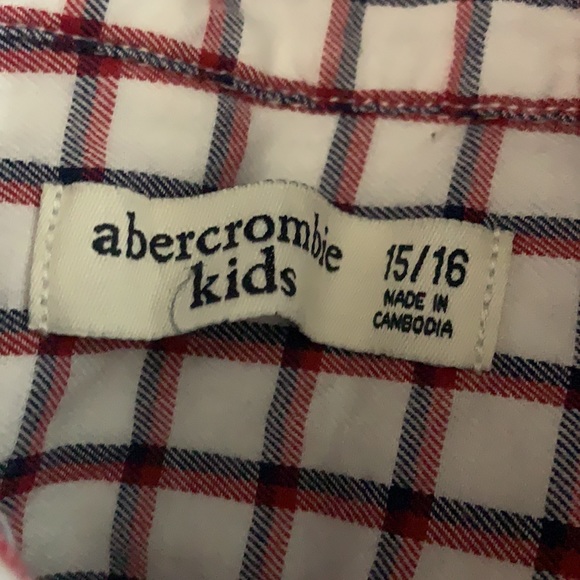 abercrombie
kids
15/16
MADE IN
CAMBODIA